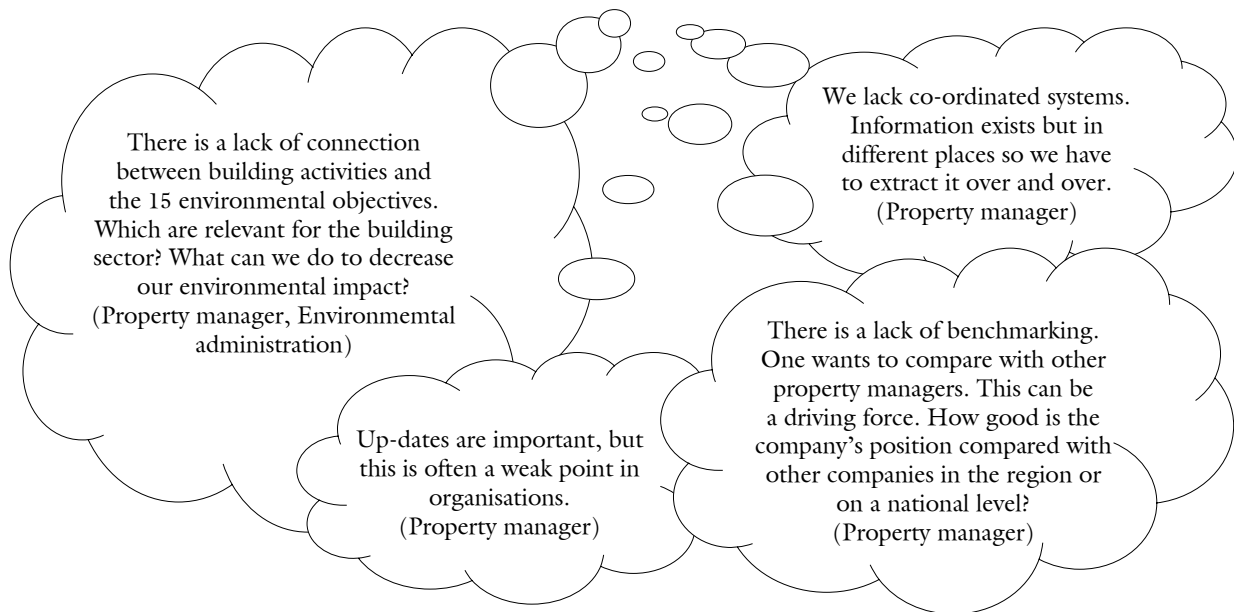 There is a lack of connection
between building activities and
the 15 environmental objectives.
Which are relevant for the building
sector? What can we do to decrease
our environmental impact?
(Property manager, Environmemtal
administration)
We lack co-ordinated systems.
Information exists but in
different places so we have
to extract it over and over.
(Property manager)
Up-dates are important, but
this is often a weak point in
organisations.
(Property manager)
There is a lack of benchmarking.
One wants to compare with other
property managers. This can be
a driving force. How good is the
company’s position compared with
other companies in the region or
on a national level?
(Property manager)